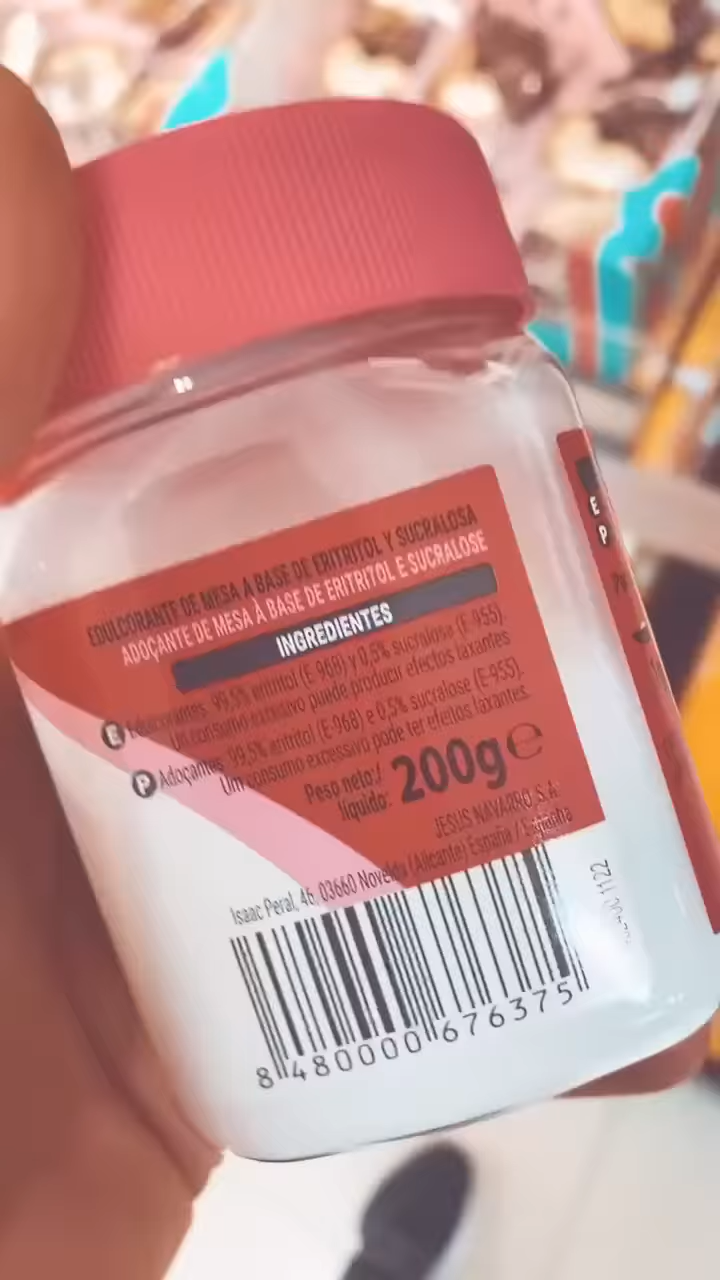 EDULCORANTE DE MESA A BASE DE ERITRITOL Y SUCRALOSA
ADOÇANTE DE MESA À BASE DE ERITRITOL E SUCRALOSE
INGREDIENTES
E Edulcorantes: 99,5% eritritol (E-968) y 0,5% sucralosa (E-955).
Un consumo excesivo puede producir efectos laxantes
P Adoçantes: 99,5% eritritol (E-968) e 0,5% sucralose (E-955).
Um consumo excessivo pode ter efeitos laxantes.
Peso neto:/
líquido: 200g e
JESUS NAVARRO, S.A.
Isaac Peral, 46, 03660 Novelda (Alicante) España / Espanha
8 480000 676375
E
P